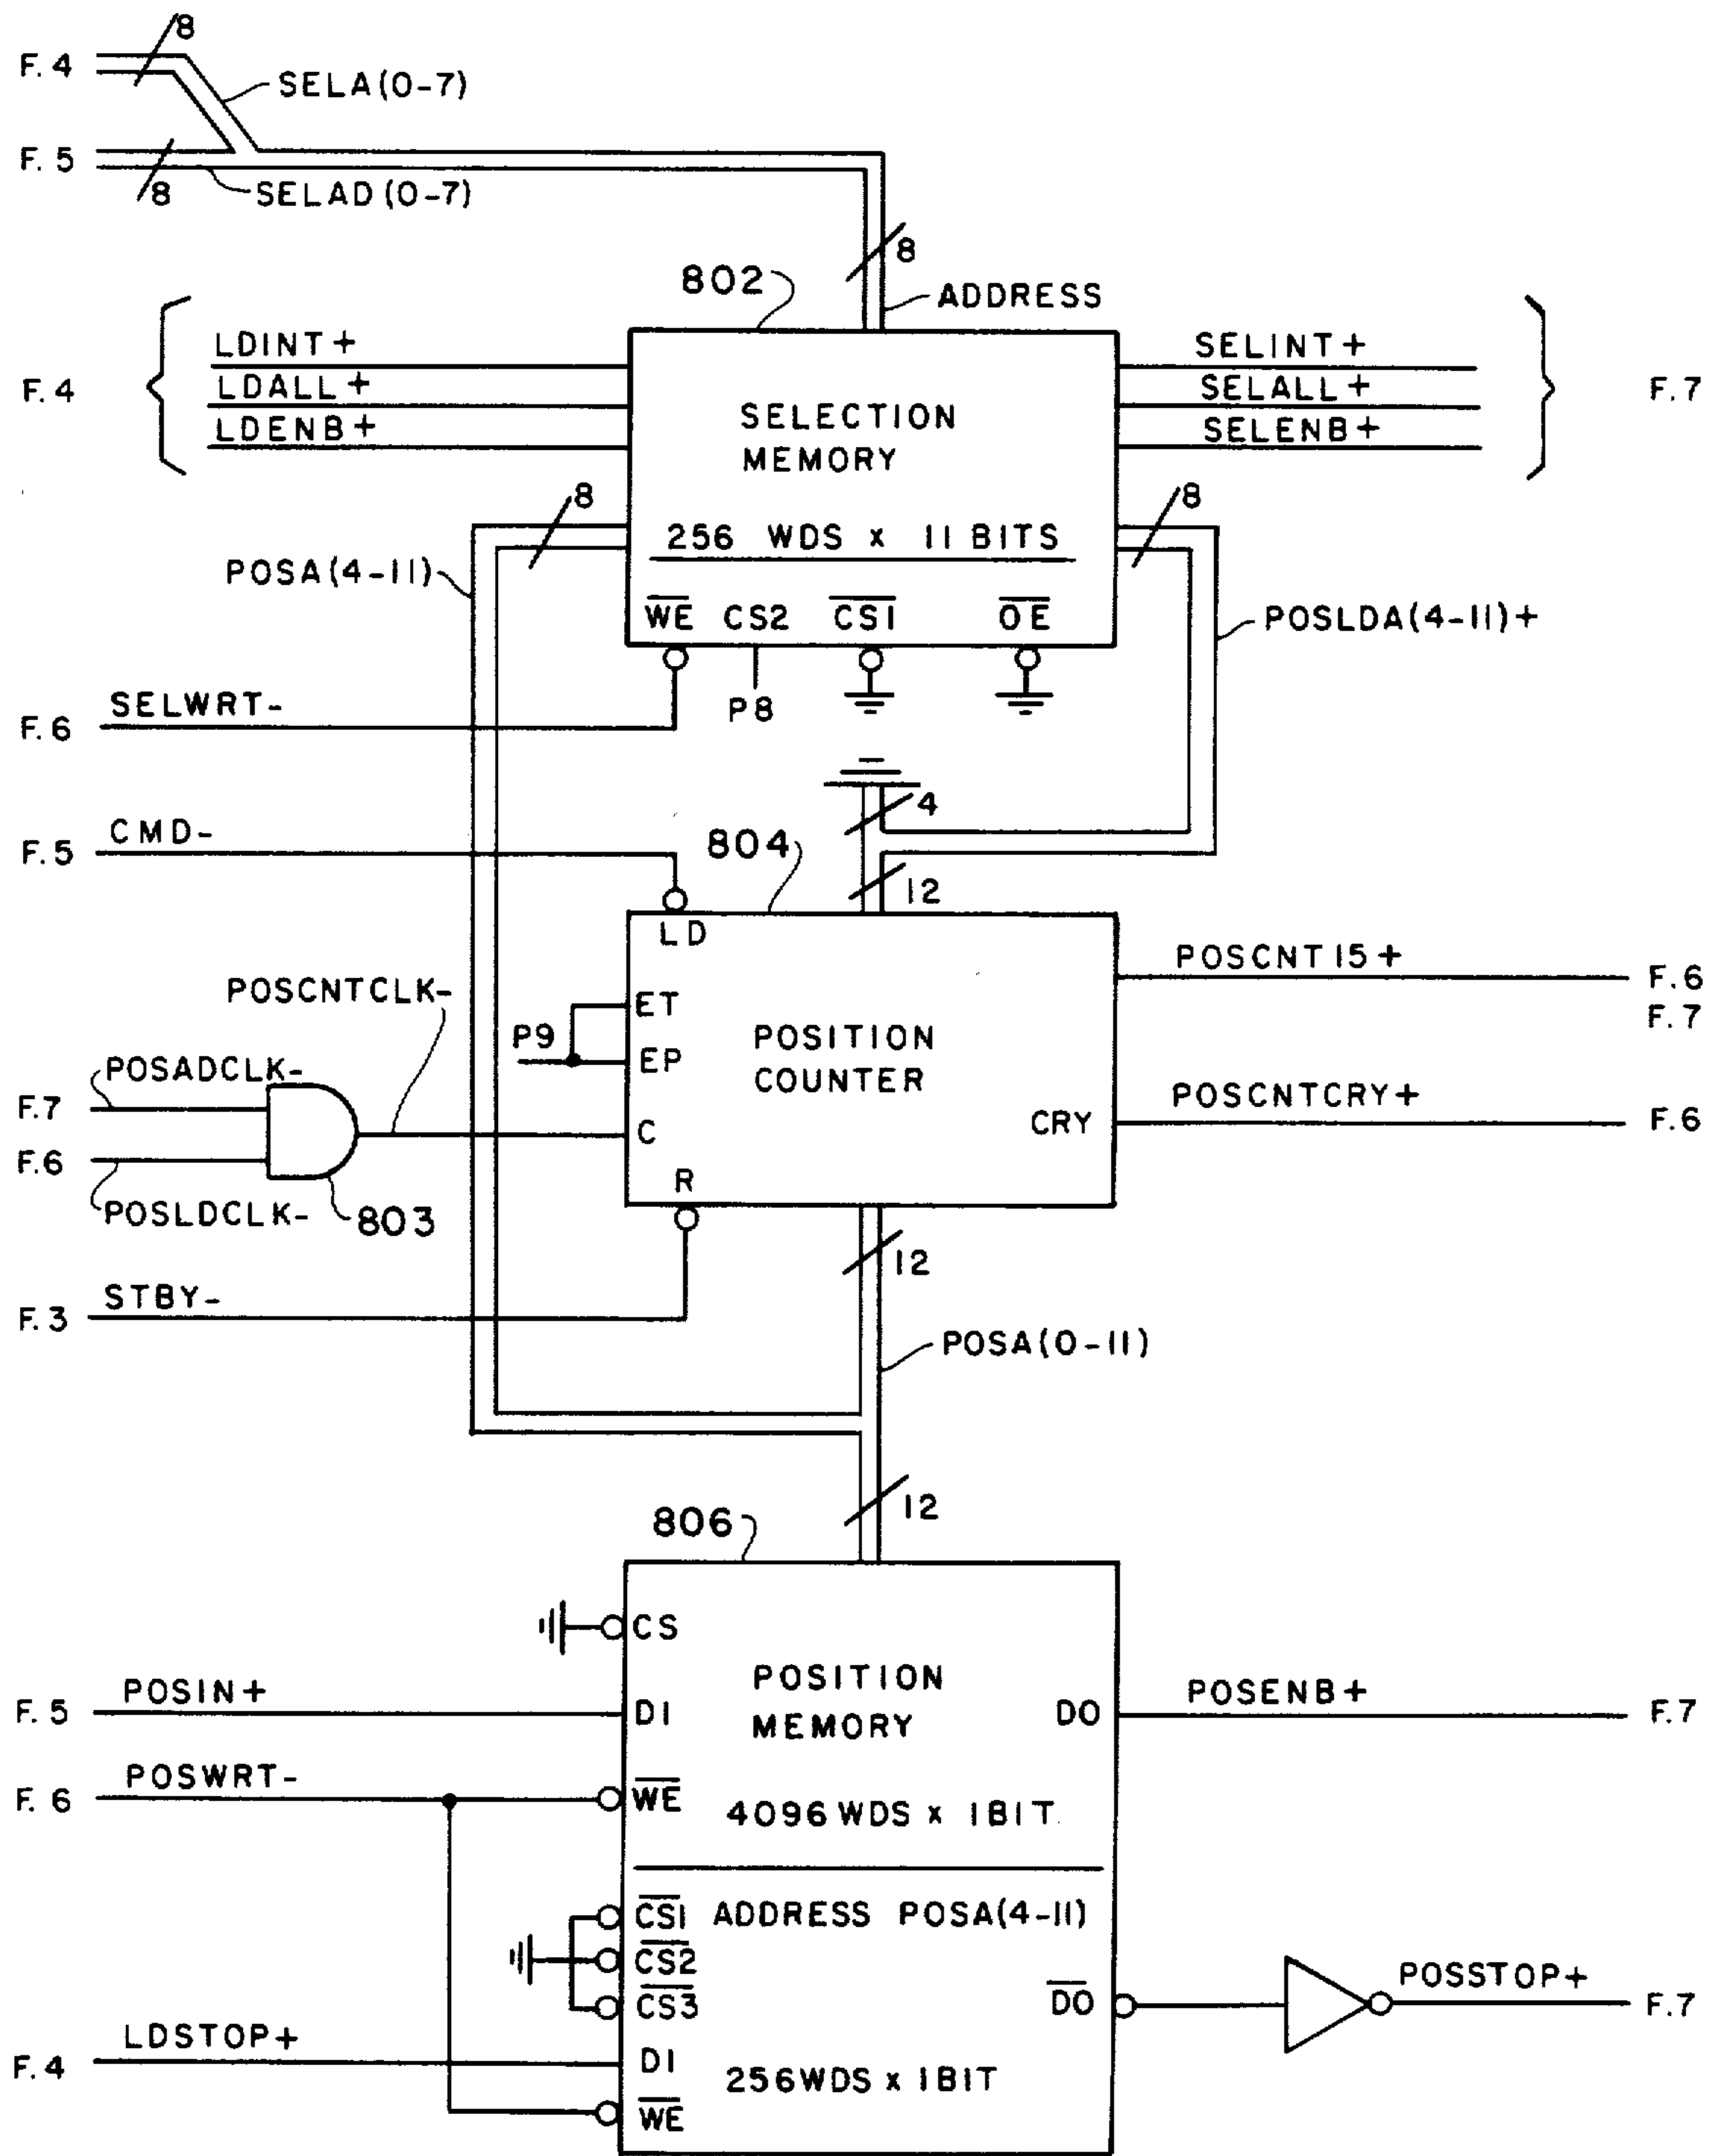 8
F.4
SELA(0-7)
F.5
8
SELAD(0-7)
8
802
ADDRESS
LDINT+
SELINT+
F.4
LDALL+
SELALL+
F.7
LDENB+
SELENB+
SELECTION
MEMORY
8
8
256 WDS x 11 BITS
POSA(4-11)
WE CS2 CS1 OE
POSLDA(4-11)+
SELWRT-
F.6
P8
4
CMD-
F.5
804
12
LD
POSCNT15+
F.6
F.7
POSCNTCLK-
ET
P9
EP
POSITION
COUNTER
POSADCLK-
POSCNTCRY+
F.7
C
CRY
F.6
F.6
R
POSLDCLK-
803
12
STBY-
F.3
POSA(0-11)
12
806
CS
POSIN+
POSITION
POSENB+
F.5
DI
MEMORY
DO
F.7
POSWRT-
F.6
WE
4096 WDS x 1 BIT
CS1
ADDRESS POSA(4-11)
CS2
CS3
DO
POSSTOP+
F.7
LDSTOP+
F.4
DI
256 WDS x 1 BIT
WE